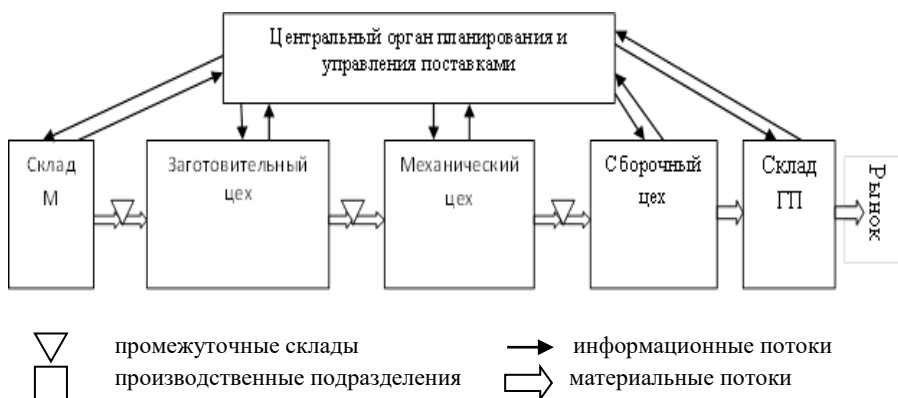 Центральный орган планирования и
управления поставками
Склад
М
Заготовительный
цех
Механический
цех
Сборочный
цех
Склад
ГП
Рынок
промежуточные склады
информационные потоки
производственные подразделения
материальные потоки